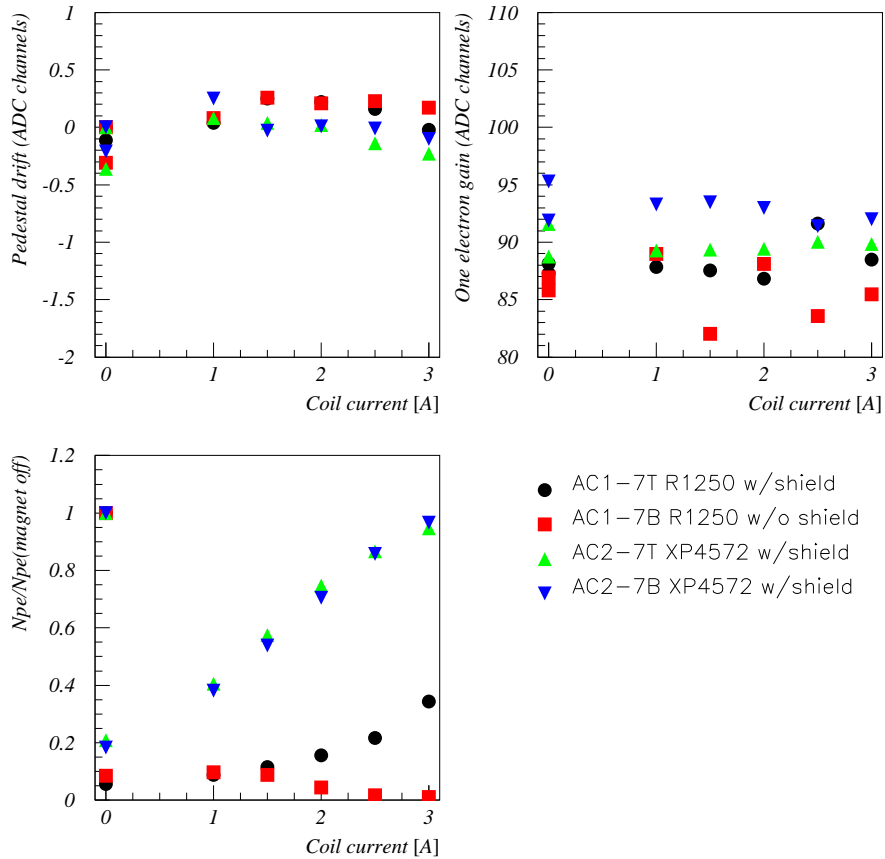 1
0.5
0
-0.5
-1
-1.5
-2
Pedestal drift (ADC channels)
0 1 2 3
Coil current [A]
110
105
100
95
90
85
80
One electron gain (ADC channels)
0 1 2 3
Coil current [A]
1.2
1
0.8
0.6
0.4
0.2
0
Npe/Npe(magnet off)
0 1 2 3
Coil current [A]
AC1-7T R1250 w/shield
AC1-7B R1250 w/o shield
AC2-7T XP4572 w/shield
AC2-7B XP4572 w/shield